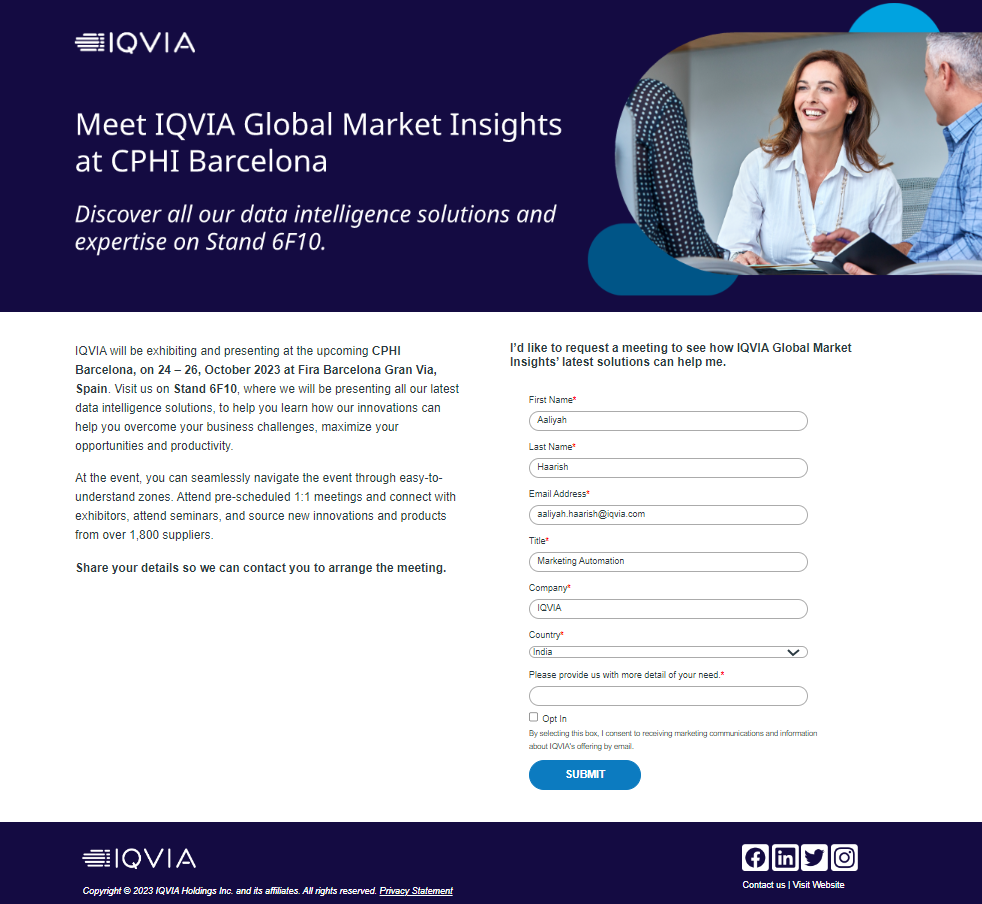 IQVIA
Meet IQVIA Global Market Insights
at CPHI Barcelona
Discover all our data intelligence solutions and
expertise on Stand 6F10.
IQVIA will be exhibiting and presenting at the upcoming CPHI
Barcelona, on 24 – 26, October 2023 at Fira Barcelona Gran Via,
Spain. Visit us on Stand 6F10, where we will be presenting all our latest
data intelligence solutions, to help you learn how our innovations can
help you overcome your business challenges, maximize your
opportunities and productivity.
At the event, you can seamlessly navigate the event through easy-to-
understand zones. Attend pre-scheduled 1:1 meetings and connect with
exhibitors, attend seminars, and source new innovations and products
from over 1,800 suppliers.
Share your details so we can contact you to arrange the meeting.
I'd like to request a meeting to see how IQVIA Global Market
Insights' latest solutions can help me.
First Name*
Aaliyah
Last Name*
Haarish
Email Address*
aaliyah.haarish@iqvia.com
Title*
Marketing Automation
Company*
IQVIA
Country*
India
Please provide us with more detail of your need.*
Opt In
By selecting this box, I consent to receiving marketing communications and information
about IQVIA's offering by email.
SUBMIT
IQVIA
Copyright © 2023 IQVIA Holdings Inc. and its affiliates. All rights reserved. Privacy Statement
Contact us | Visit Website